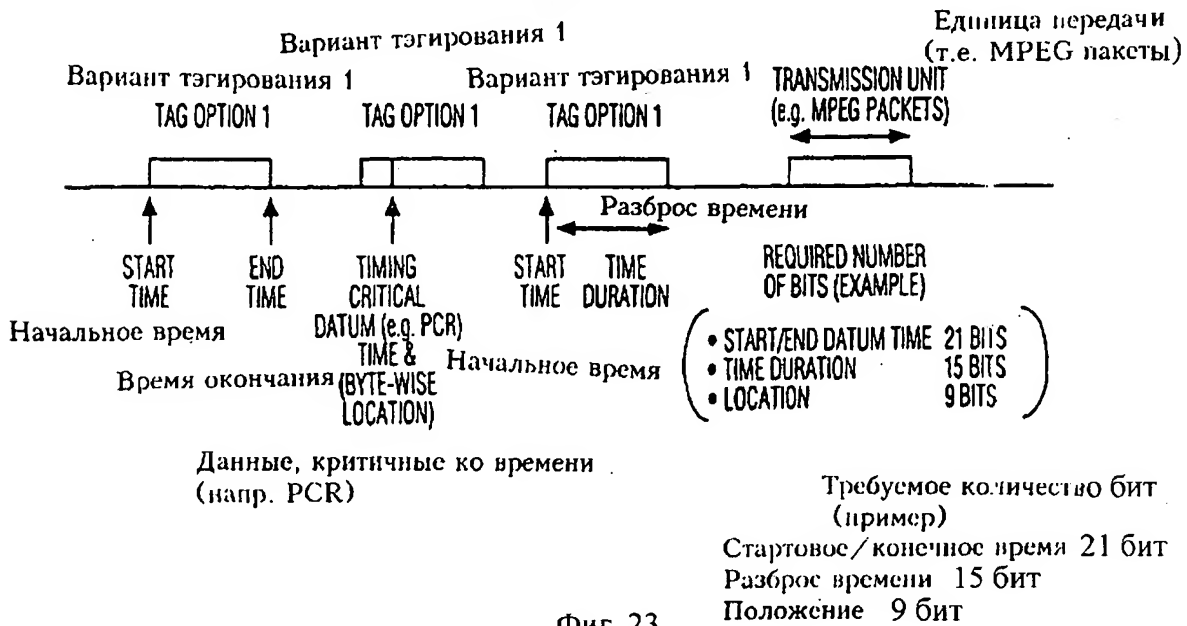 Единица передачи
(т.е. MPEG пакеты)
Вариант тэгирования 1
Вариант тэгирования 1
Вариант тэгирования 1
TAG OPTION 1
TAG OPTION 1
TAG OPTION 1
TRANSMISSION UNIT
(e.g. MPEG PACKETS)
Разброс времени
START
TIME
END
TIME
TIMING
CRITICAL
DATUM (e.g. PCR)
TIME &
(BYTE-WISE
LOCATION)
START
TIME
TIME
DURATION
REQUIRED NUMBER
OF BITS (EXAMPLE)
• START/END DATUM TIME 21 BITS
• TIME DURATION 15 BITS
• LOCATION 9 BITS
Начальное время
Время окончания
Начальное время
Данные, критичные ко времени
(напр. PCR)
Требуемое количество бит
(пример)
Стартовое/конечное время 21 бит
Разброс времени 15 бит
Положение 9 бит
Фиг. 23